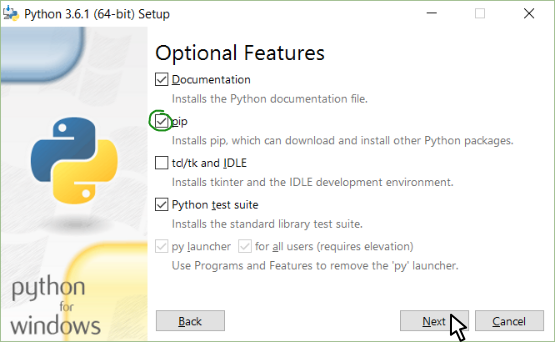 Python 3.6.1 (64-bit) Setup
Optional Features
Documentation
Installs the Python documentation file.
pip
Installs pip, which can download and install other Python packages.
td/tk and IDLE
Installs tkinter and the IDLE development environment.
Python test suite
Installs the standard library test suite.
py launcher for all users (requires elevation)
Use Programs and Features to remove the 'py' launcher.
python
for
windows
Back Next Cancel